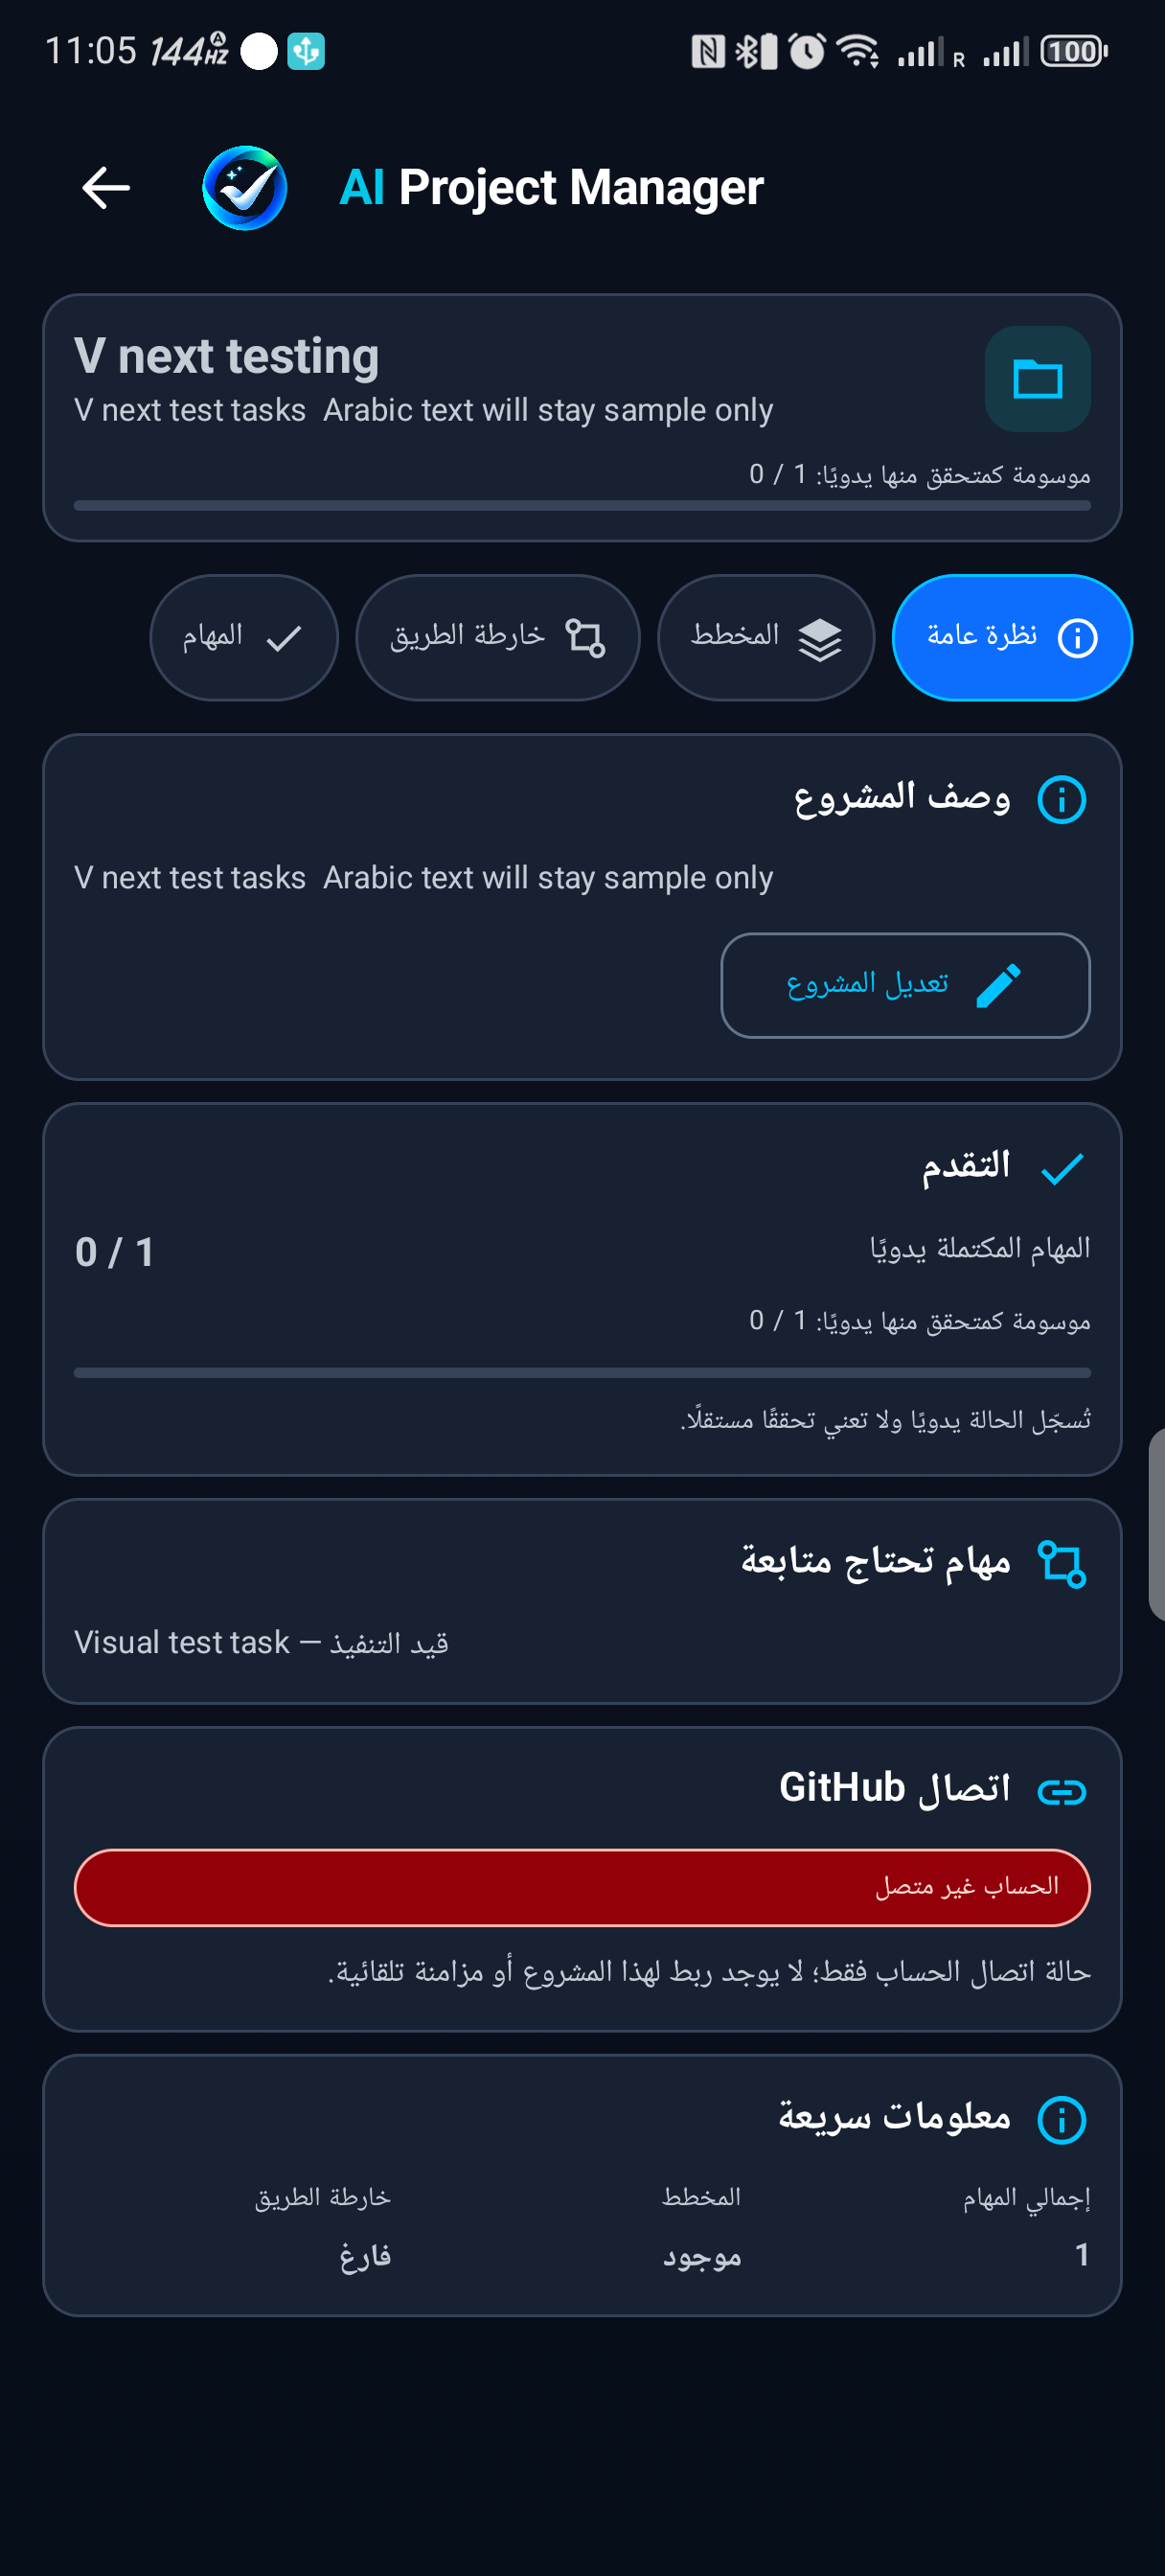 11:05 144HZ A R 100
AI Project Manager
V next testing
V next test tasks  Arabic text will stay sample only
موسومة كمتحقق منها يدويًا: 1 / 0
نظرة عامة
المخطط
خارطة الطريق
المهام
وصف المشروع
V next test tasks  Arabic text will stay sample only
تعديل المشروع
التقدم
المهام المكتملة يدويًا
0 / 1
موسومة كمتحقق منها يدويًا: 1 / 0
تُسجّل الحالة يدويًا ولا تعني تحققًا مستقلًا.
مهام تحتاج متابعة
Visual test task — قيد التنفيذ
اتصال GitHub
الحساب غير متصل
حالة اتصال الحساب فقط؛ لا يوجد ربط لهذا المشروع أو مزامنة تلقائية.
معلومات سريعة
إجمالي المهام
1
المخطط
موجود
خارطة الطريق
فارغ